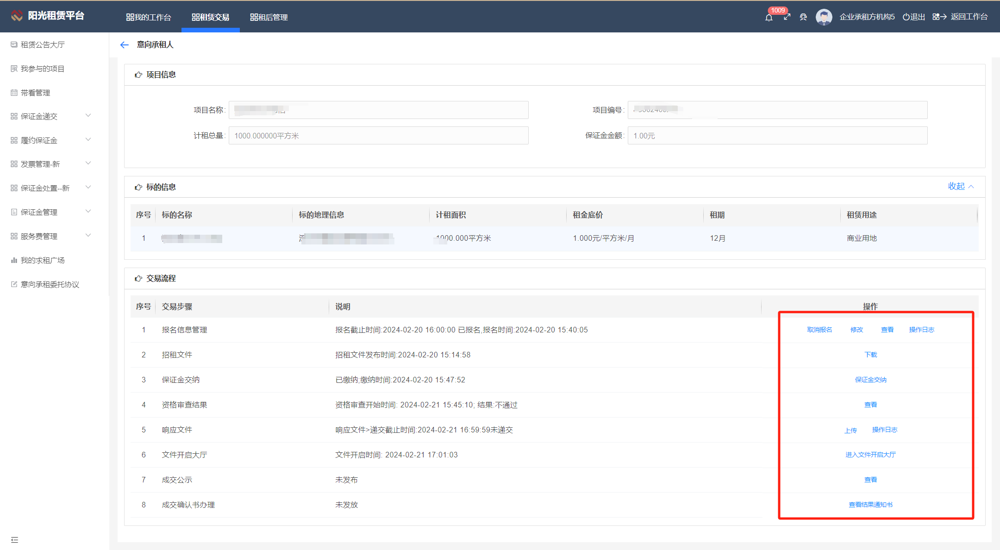 阳光租赁平台
我的工作台
租赁交易
租后管理
1009
企业承租方机构5
退出
返回工作台
租赁公告大厅
我参与的项目
带看管理
保证金递交
履约保证金
发票管理-新
保证金处置--新
保证金管理
服务费管理
我的求租广场
意向承租委托协议
意向承租人
项目信息
项目名称:
项目编号:
计租总量: 1000.000000平方米
保证金金额: 1.00元
标的信息
收起
序号 标的名称 标的地理信息 计租面积 租金底价 租期 租赁用途
1 1000.000平方米 1.000元/平方米/月 12月 商业用地
交易流程
序号 交易步骤 说明 操作
1 报名信息管理 报名截止时间:2024-02-20 16:00:00 已报名,报名时间:2024-02-20 15:40:05 取消报名 修改 查看 操作日志
2 招租文件 招租文件发布时间:2024-02-20 15:14:58 下载
3 保证金交纳 已缴纳;缴纳时间:2024-02-20 15:47:52 保证金交纳
4 资格审查结果 资格审查开始时间: 2024-02-21 15:45:10; 结果:不通过 查看
5 响应文件 响应文件>递交截止时间:2024-02-21 16:59:59未递交 上传 操作日志
6 文件开启大厅 文件开启时间: 2024-02-21 17:01:03 进入文件开启大厅
7 成交公示 未发布 查看
8 成交确认书办理 未发放 查看结果通知书